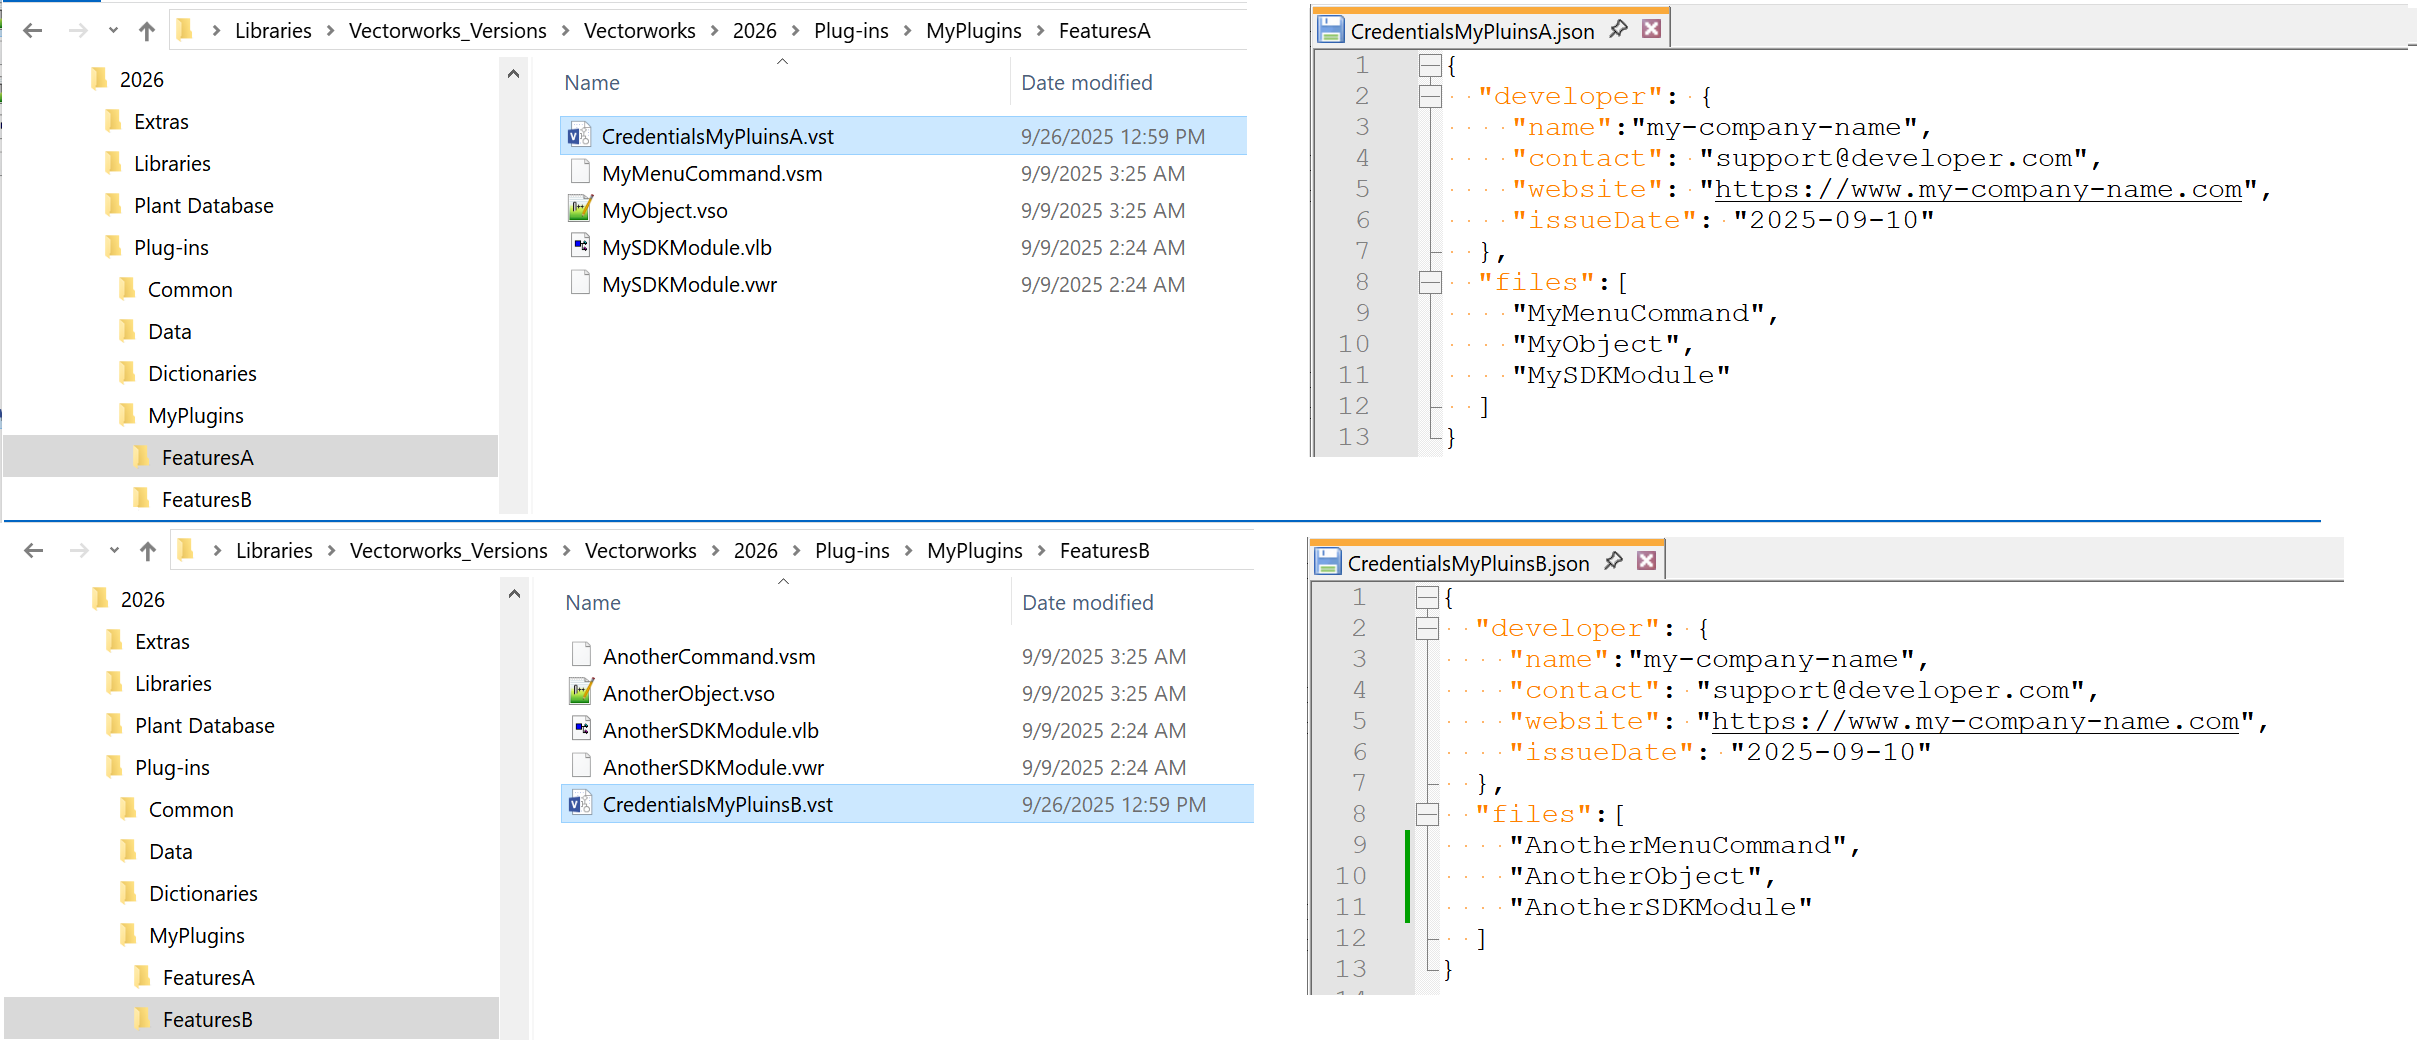 Libraries > Vectorworks_Versions > Vectorworks > 2026 > Plug-ins > MyPlugins > FeaturesA
2026
Extras
Libraries
Plant Database
Plug-ins
Common
Data
Dictionaries
MyPlugins
FeaturesA
FeaturesB
Name Date modified
CredentialsMyPluinsA.vst 9/26/2025 12:59 PM
MyMenuCommand.vsm 9/9/2025 3:25 AM
MyObject.vso 9/9/2025 3:25 AM
MySDKModule.vlb 9/9/2025 2:24 AM
MySDKModule.vwr 9/9/2025 2:24 AM
CredentialsMyPluinsA.json
1 {
2 "developer": {
3 "name":"my-company-name",
4 "contact": "support@developer.com",
5 "website": "https://www.my-company-name.com",
6 "issueDate": "2025-09-10"
7 },
8 "files":[
9 "MyMenuCommand",
10 "MyObject",
11 "MySDKModule"
12 ]
13 }
Libraries > Vectorworks_Versions > Vectorworks > 2026 > Plug-ins > MyPlugins > FeaturesB
2026
Extras
Libraries
Plant Database
Plug-ins
Common
Data
Dictionaries
MyPlugins
FeaturesA
FeaturesB
Name Date modified
AnotherCommand.vsm 9/9/2025 3:25 AM
AnotherObject.vso 9/9/2025 3:25 AM
AnotherSDKModule.vlb 9/9/2025 2:24 AM
AnotherSDKModule.vwr 9/9/2025 2:24 AM
CredentialsMyPluinsB.vst 9/26/2025 12:59 PM
CredentialsMyPluinsB.json
1 {
2 "developer": {
3 "name":"my-company-name",
4 "contact": "support@developer.com",
5 "website": "https://www.my-company-name.com",
6 "issueDate": "2025-09-10"
7 },
8 "files":[
9 "AnotherMenuCommand",
10 "AnotherObject",
11 "AnotherSDKModule"
12 ]
13 }